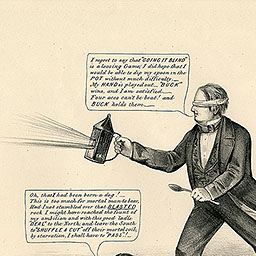 I regret to say that "GOING IT BLIND"
is a loosing Game; I did hope that I
would be able to dip my spoon in the
POT without much difficulty.
My HAND is played out. "BUCK"
wins, and I am satisfied.
Four aces can't be beat! and
BUCK holds them.
Oh, that I had been born a dog!
This is too much for mortal man to bear,
Had I not stumbled over that BLASTED
rock I might have reached the fount of
my ambition and with this good ladle
"DEAL" to the North, and leave the South
to "SHUFFLE & CUT" off their mortal coil,
by starvation, I shall have to "PASS"!